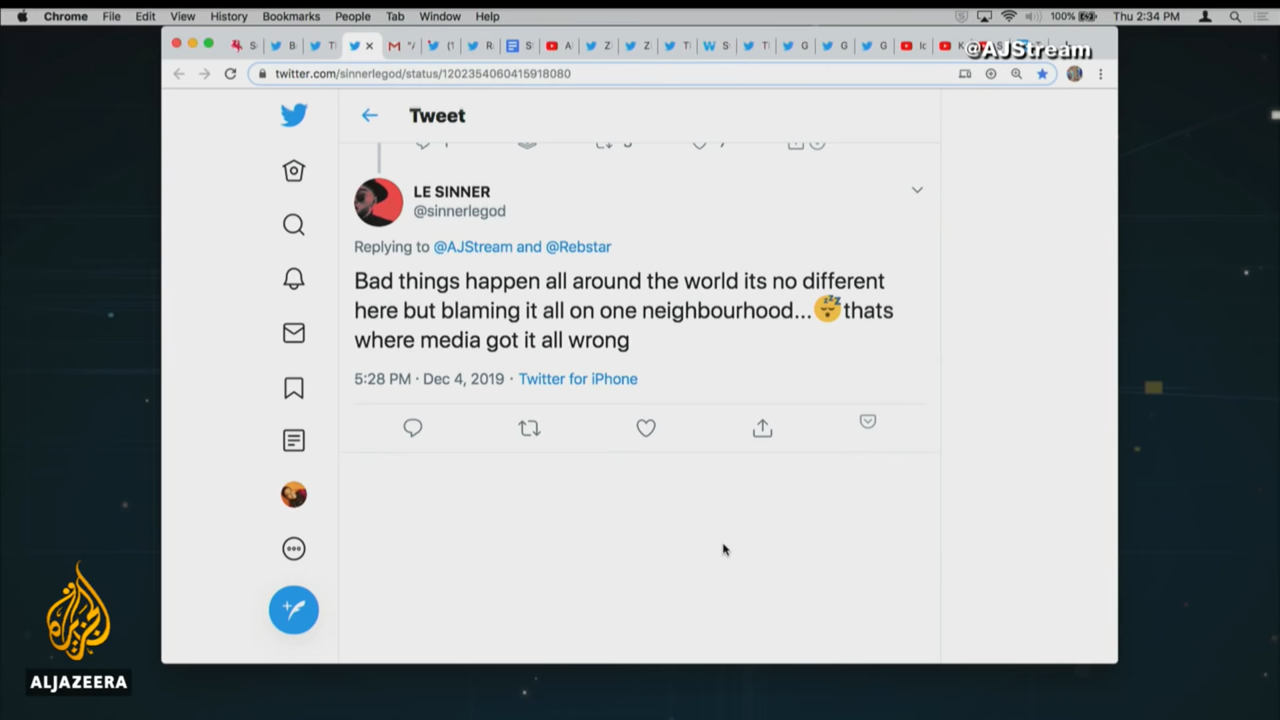 Chrome File Edit View History Bookmarks People Tab Window Help 100% Thu 2:34 PM
@AJStream
twitter.com/sinnerlegod/status/1202354060415918080
Tweet
LE SINNER
@sinnerlegod
Replying to @AJStream and @Rebstar
Bad things happen all around the world its no different
here but blaming it all on one neighbourhood...😴thats
where media got it all wrong
5:28 PM · Dec 4, 2019 · Twitter for iPhone
الجزيرة
ALJAZEERA